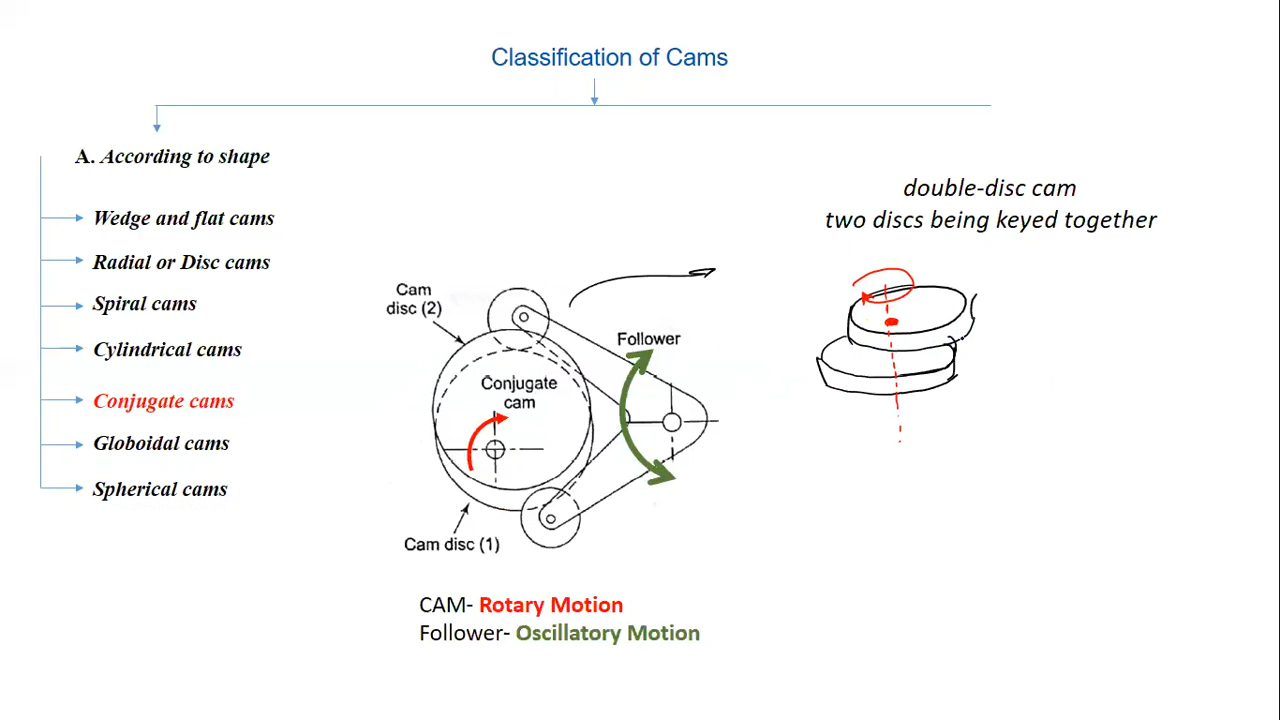 Classification of Cams
A. According to shape
Wedge and flat cams
Radial or Disc cams
Spiral cams
Cylindrical cams
Conjugate cams
Globoidal cams
Spherical cams
double-disc cam
two discs being keyed together
Cam
disc (2)
Follower
Conjugate
cam
Cam disc (1)
CAM- Rotary Motion
Follower- Oscillatory Motion